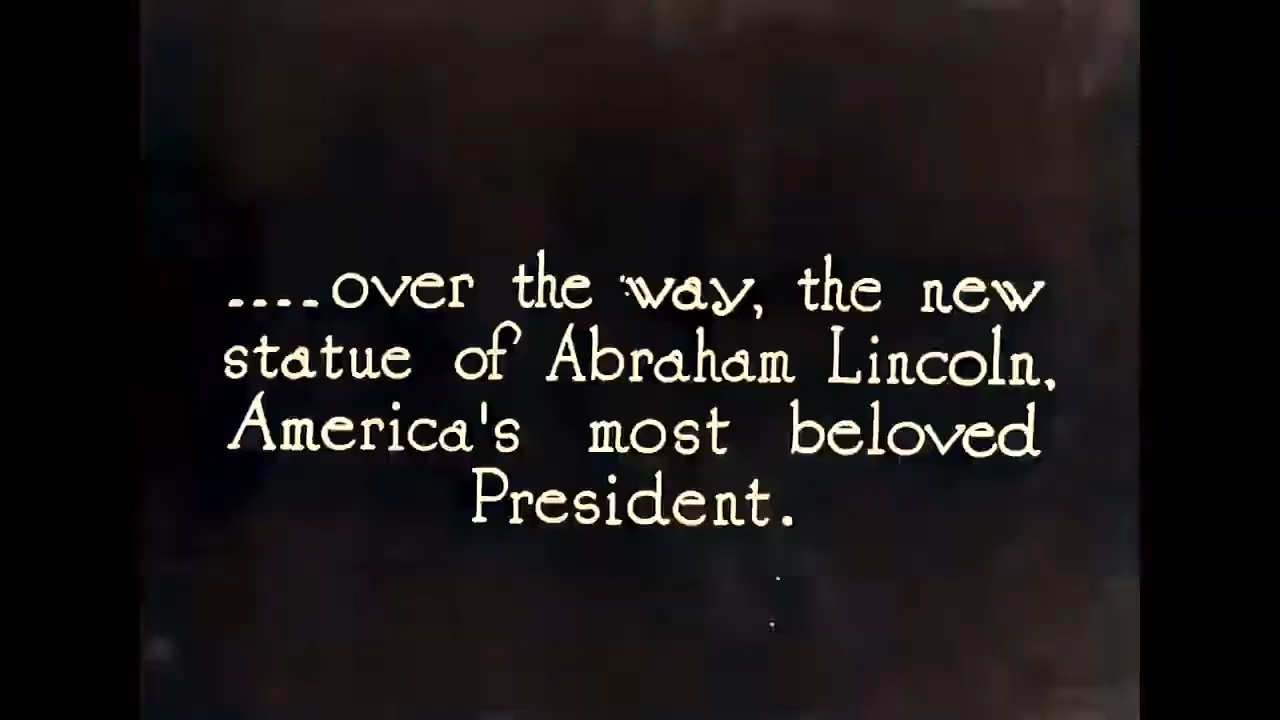 ....over the way, the new
statue of Abraham Lincoln,
America's most beloved
President.